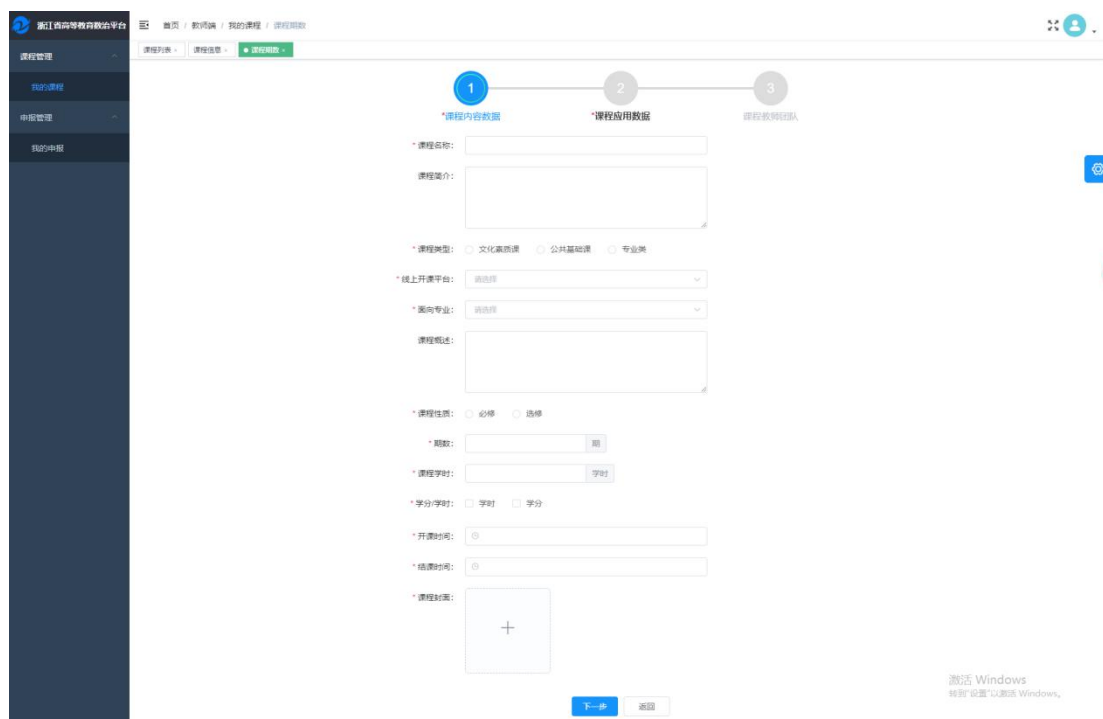 浙江省高等教育数治平台
首页 / 教师端 / 我的课程 / 课程期数
课程列表 × 课程信息 × ● 课程期数 ×
课程管理
我的课程
申报管理
我的申报
1 2 3
*课程内容数据 *课程应用数据 课程教师团队
* 课程名称:
课程简介:
* 课程类型: 文化素质课 公共基础课 专业类
* 线上开课平台: 请选择
* 面向专业: 请选择
课程概述:
* 课程性质: 必修 选修
* 期数: 期
* 课程学时: 学时
* 学分/学时: 学时 学分
* 开课时间:
* 结课时间:
* 课程封面:
下一步 返回
激活 Windows
转到"设置"以激活 Windows。